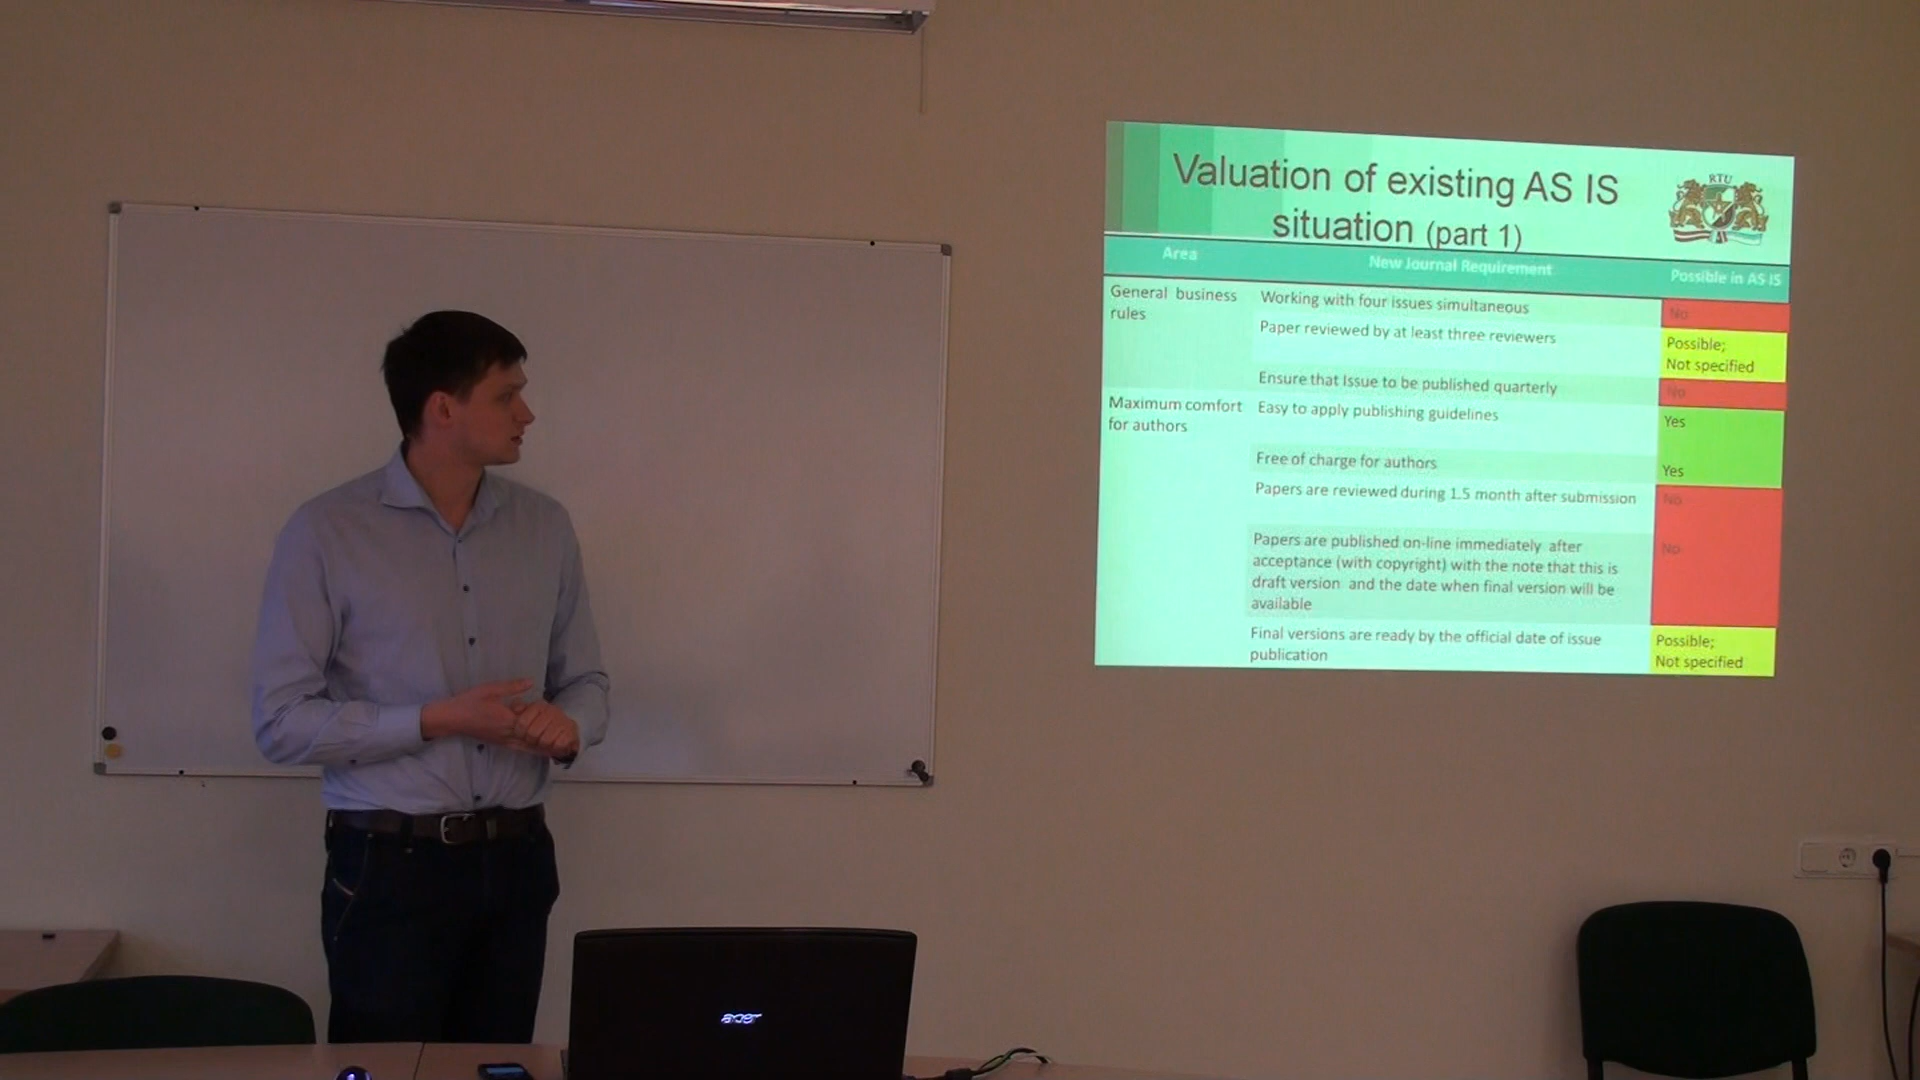 Valuation of existing AS IS
situation (part 1)
RTU
Area
New Journal Requirement
Possible in AS IS
General business
rules
Working with four issues simultaneous
No
Paper reviewed by at least three reviewers
Possible;
Not specified
Ensure that Issue to be published quarterly
No
Maximum comfort
for authors
Easy to apply publishing guidelines
Yes
Free of charge for authors
Yes
Papers are reviewed during 1.5 month after submission
No
Papers are published on-line immediately after
acceptance (with copyright) with the note that this is
draft version and the date when final version will be
available
No
Final versions are ready by the official date of issue
publication
Possible;
Not specified
acer